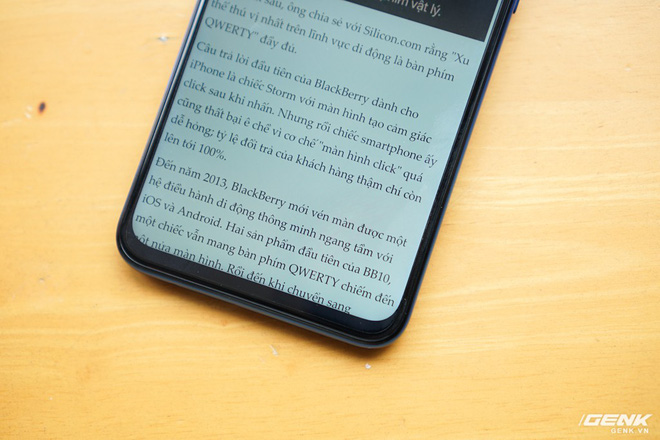 sau, ông chia sẻ với Silicon.com rằng "Xu
thế thú vị nhất trên lĩnh vực di động là bàn phím vật lý.
QWERTY" đầy đủ.
Câu trả lời đầu tiên của BlackBerry dành cho
iPhone là chiếc Storm với màn hình tạo cảm giác
click sau khi nhấn. Nhưng rồi chiếc smartphone ấy
cũng thất bại ê chề vì cơ chế "màn hình click" quá
dễ hỏng; tỷ lệ đổi trả của khách hàng thậm chí còn
lên tới 100%.
Đến năm 2013, BlackBerry mới vén màn được một
hệ điều hành di động thông minh ngang tầm với
iOS và Android. Hai sản phẩm đầu tiên của BB10,
một chiếc vẫn mang bàn phím QWERTY chiếm đến
một nửa màn hình. Rồi đến khi chuyển sang
GENK
GENK.VN